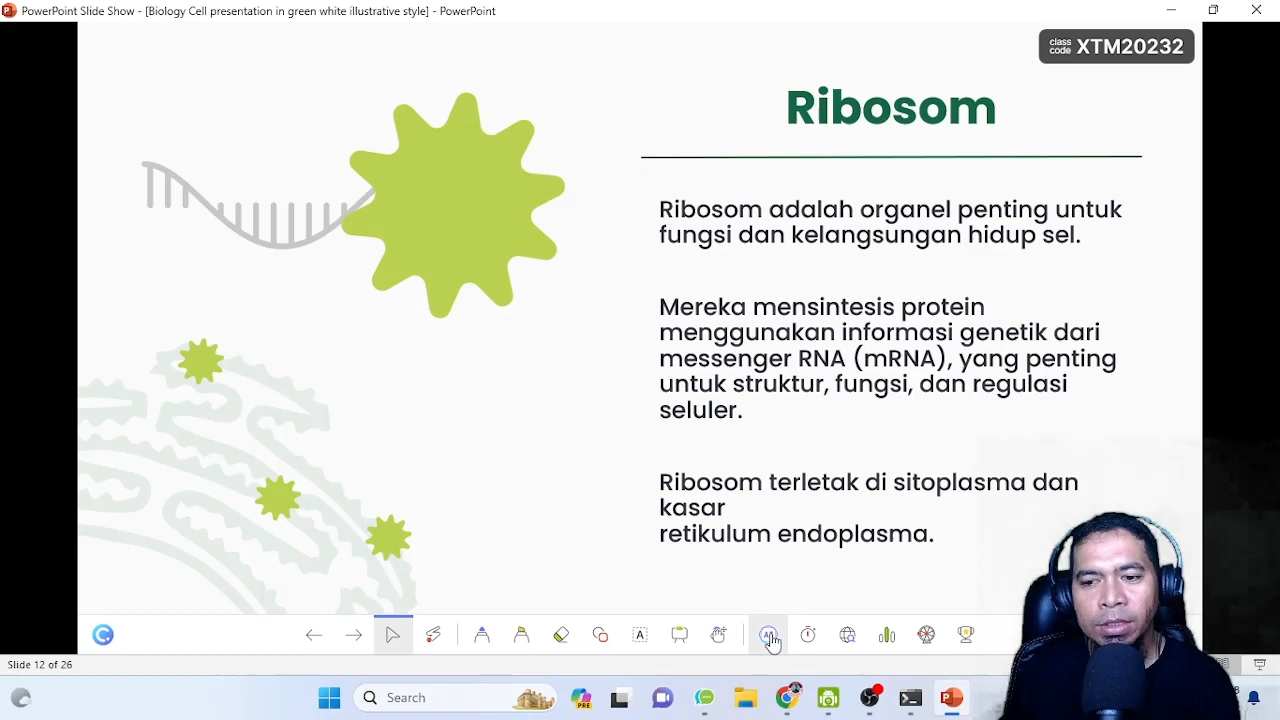 PowerPoint Slide Show - [Biology Cell presentation in green white illustrative style] - PowerPoint
class code XTM20232
Ribosom
Ribosom adalah organel penting untuk
fungsi dan kelangsungan hidup sel.
Mereka mensintesis protein
menggunakan informasi genetik dari
messenger RNA (mRNA), yang penting
untuk struktur, fungsi, dan regulasi
seluler.
Ribosom terletak di sitoplasma dan
kasar
retikulum endoplasma.
A
Slide 12 of 26
Search
PRE